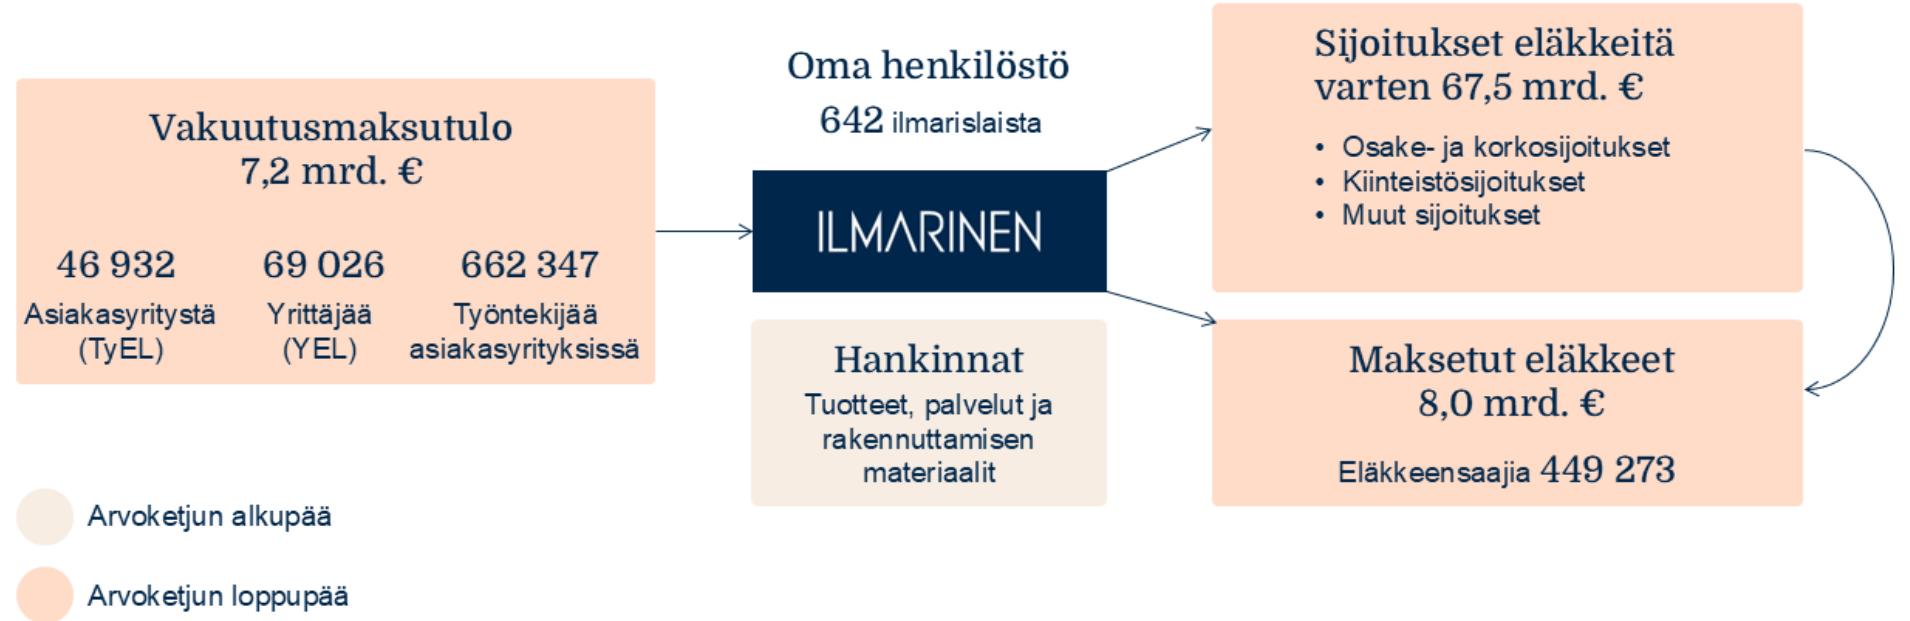 Vakuutusmaksutulo
7,2 mrd. €
46 932
Asiakasyritystä
(TyEL)
69 026
Yrittäjää
(YEL)
662 347
Työntekijää
asiakasyrityksissä
Oma henkilöstö
642 ilmarislaista
ILMARINEN
Hankinnat
Tuotteet, palvelut ja
rakennuttamisen
materiaalit
Sijoitukset eläkkeitä
varten 67,5 mrd. €
• Osake- ja korkosijoitukset
• Kiinteistösijoitukset
• Muut sijoitukset
Maksetut eläkkeet
8,0 mrd. €
Eläkkeensaajia 449 273
Arvoketjun alkupää
Arvoketjun loppupää